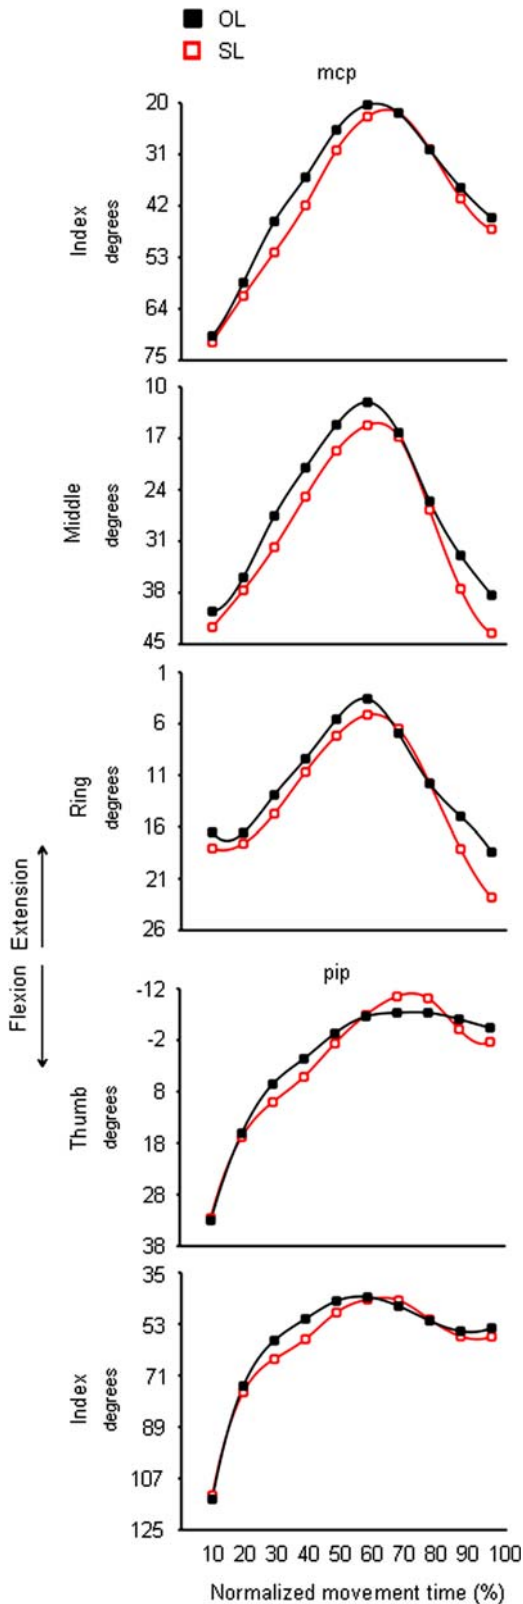 OL
SL
mcp
20
31
42
53
64
75
Index
degrees
10
17
24
31
38
45
Middle
degrees
1
6
11
16
21
26
Ring
degrees
Extension
Flexion
pip
-12
-2
8
18
28
38
Thumb
degrees
35
53
71
89
107
125
Index
degrees
10 20 30 40 50 60 70 80 90 100
Normalized movement time (%)